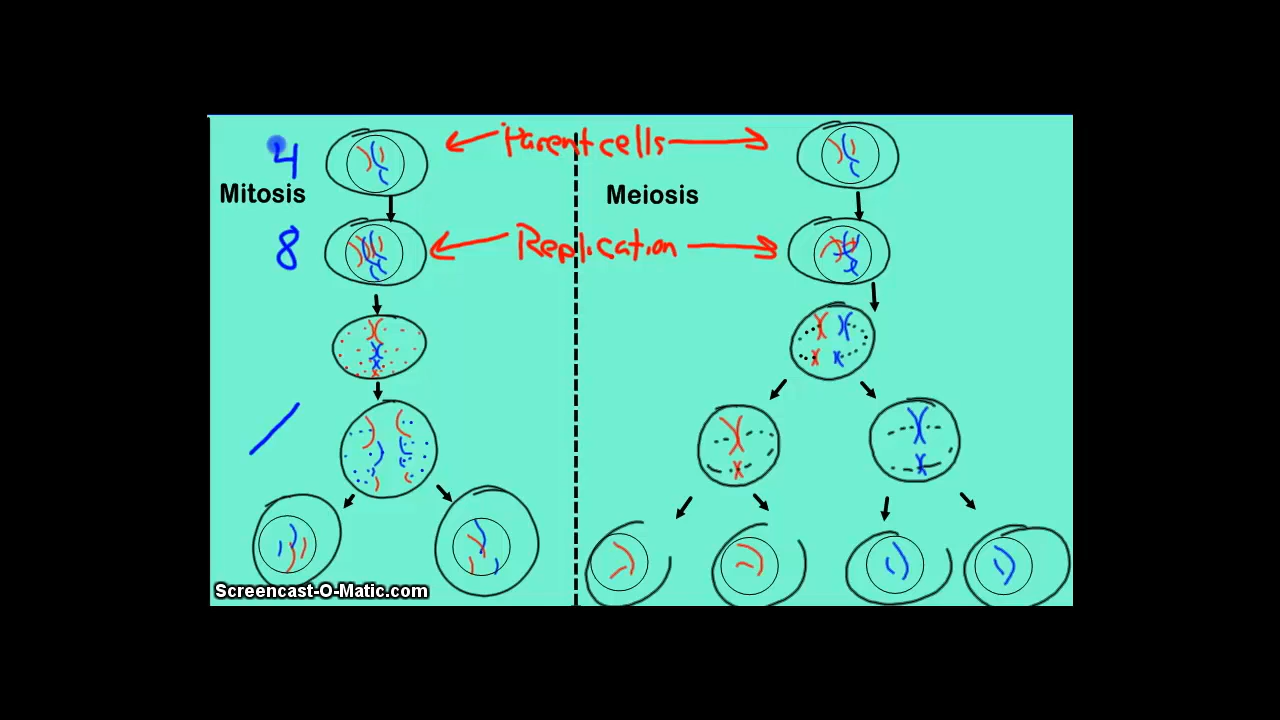 Parent cells
4
Mitosis
Meiosis
8
Replication
Screencast-O-Matic.com